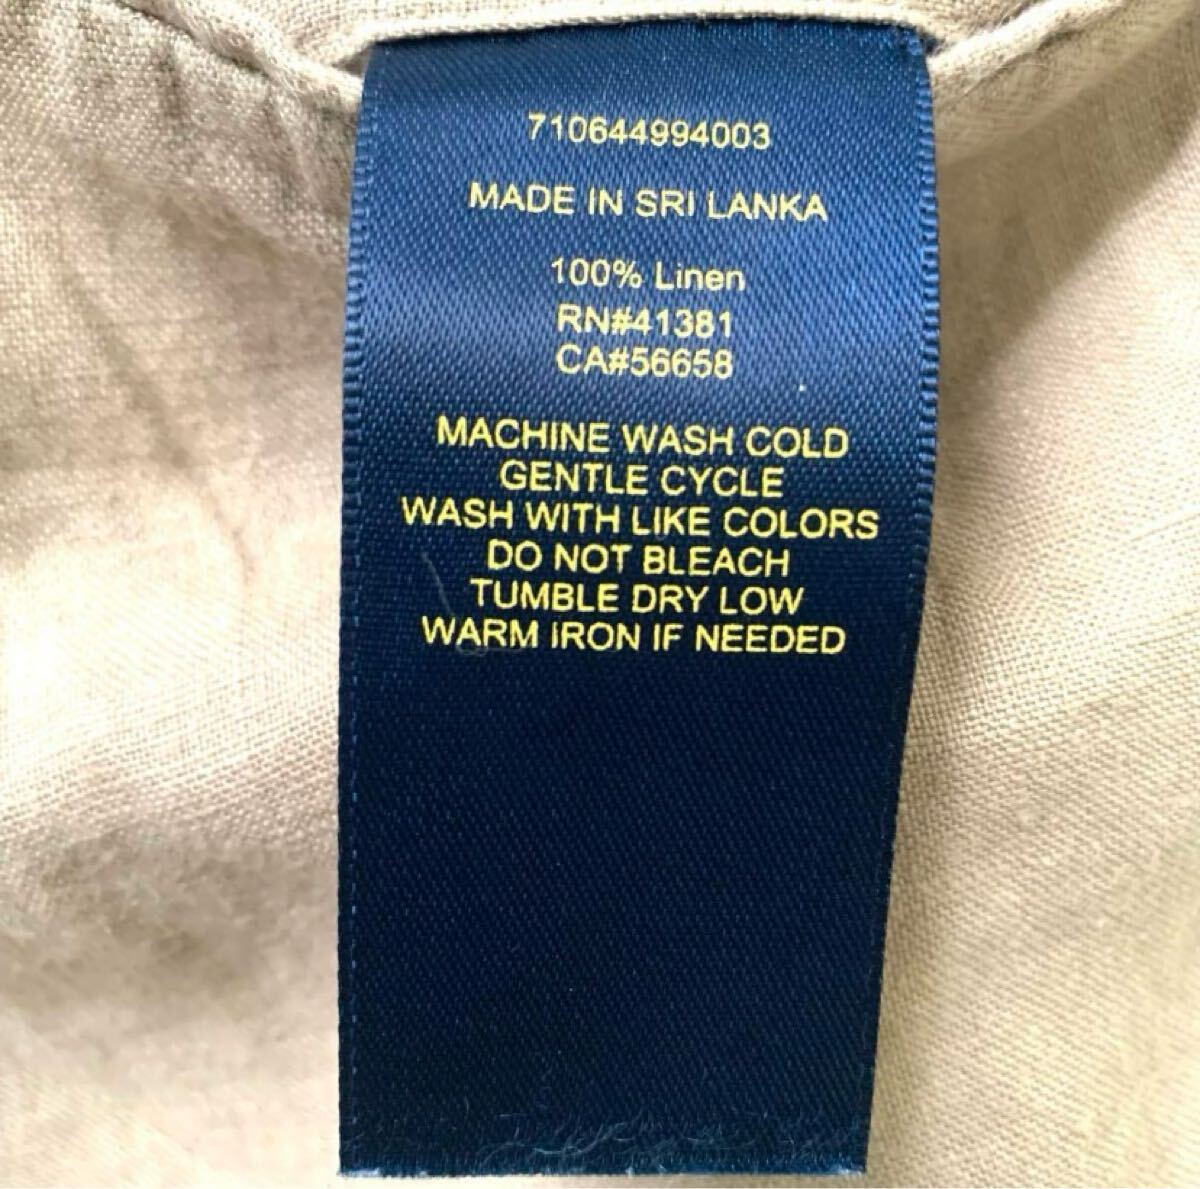 710644994003
MADE IN SRI LANKA
100% Linen
RN#41381
CA#56658
MACHINE WASH COLD
GENTLE CYCLE
WASH WITH LIKE COLORS
DO NOT BLEACH
TUMBLE DRY LOW
WARM IRON IF NEEDED